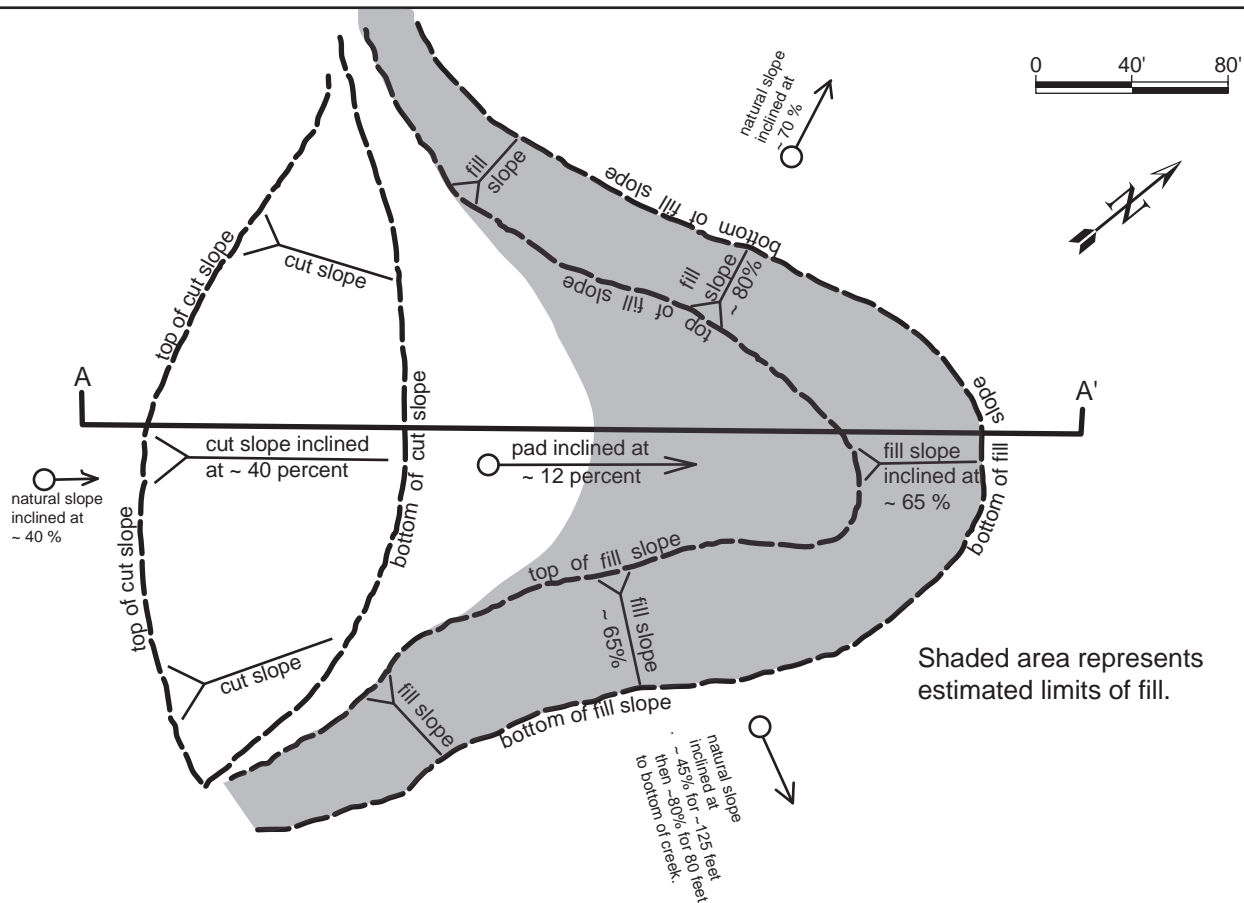 0 40' 80'
natural slope
inclined at
~ 70 %
N
fill
slope
bottom of fill slope
fill
slope
~ 80%
top of fill slope
cut slope
top of cut slope
A
A'
slope
bottom of fill
cut slope inclined
at ~ 40 percent
bottom of cut slope
pad inclined at
~ 12 percent
fill slope
inclined at
~ 65 %
natural slope
inclined at
~ 40 %
top of cut slope
top of fill slope
fill slope
~ 65%
cut slope
fill slope
bottom of fill slope
Shaded area represents
estimated limits of fill.
natural slope
inclined at
. ~ 45% for ~125 feet
then ~80% for 80 feet
to bottom of creek.